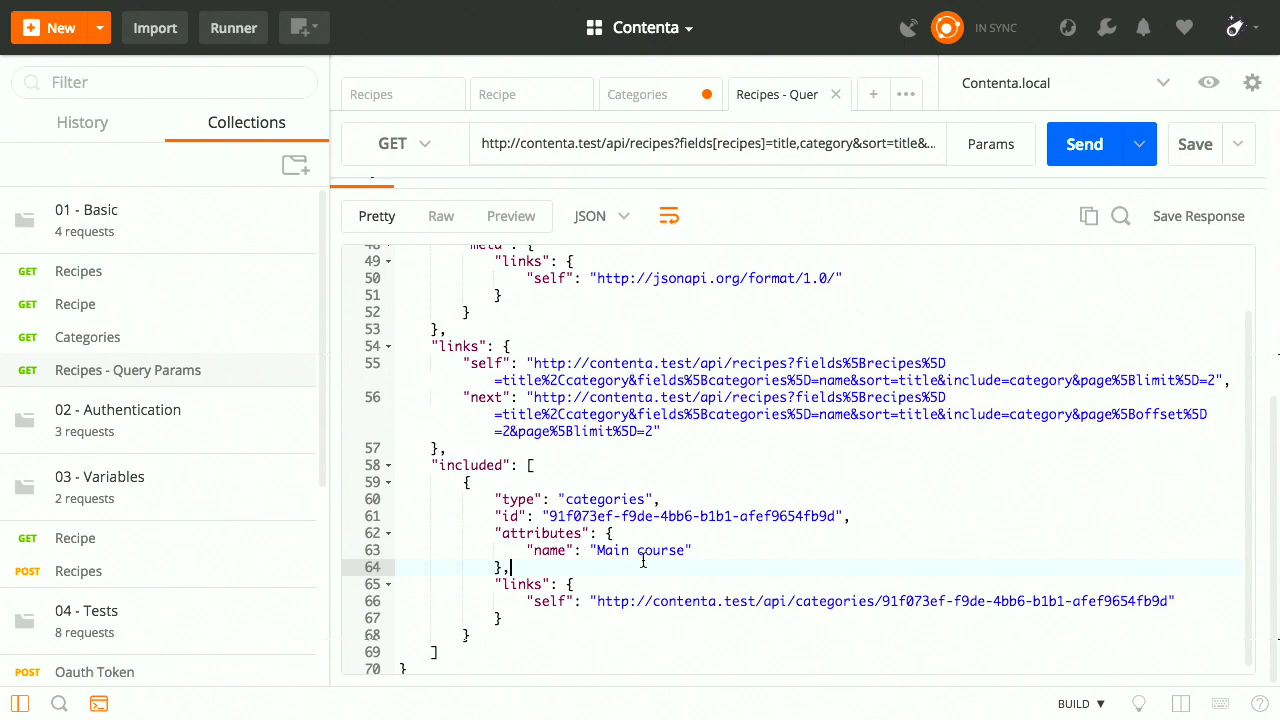 New
Import
Runner
Contenta
IN SYNC
Filter
History
Collections
01 - Basic
4 requests
GET Recipes
GET Recipe
GET Categories
GET Recipes - Query Params
02 - Authentication
3 requests
03 - Variables
2 requests
GET Recipe
POST Recipes
04 - Tests
8 requests
POST Oauth Token
Recipes
Recipe
Categories
Recipes - Quer
Contenta.local
GET
http://contenta.test/api/recipes?fields[recipes]=title,category&sort=title&...
Params
Send
Save
Pretty
Raw
Preview
JSON
Save Response
48 "meta": {
49 "links": {
50 "self": "http://jsonapi.org/format/1.0/"
51 }
52 }
53 },
54 "links": {
55 "self": "http://contenta.test/api/recipes?fields%5Brecipes%5D
=title%2Ccategory&fields%5Bcategories%5D=name&sort=title&include=category&page%5Blimit%5D=2",
56 "next": "http://contenta.test/api/recipes?fields%5Brecipes%5D
=title%2Ccategory&fields%5Bcategories%5D=name&sort=title&include=category&page%5Boffset%5D
=2&page%5Blimit%5D=2"
57 },
58 "included": [
59 {
60 "type": "categories",
61 "id": "91f073ef-f9de-4bb6-b1b1-afef9654fb9d",
62 "attributes": {
63 "name": "Main course"
64 },
65 "links": {
66 "self": "http://contenta.test/api/categories/91f073ef-f9de-4bb6-b1b1-afef9654fb9d"
67 }
68 }
69 ]
70 }
BUILD